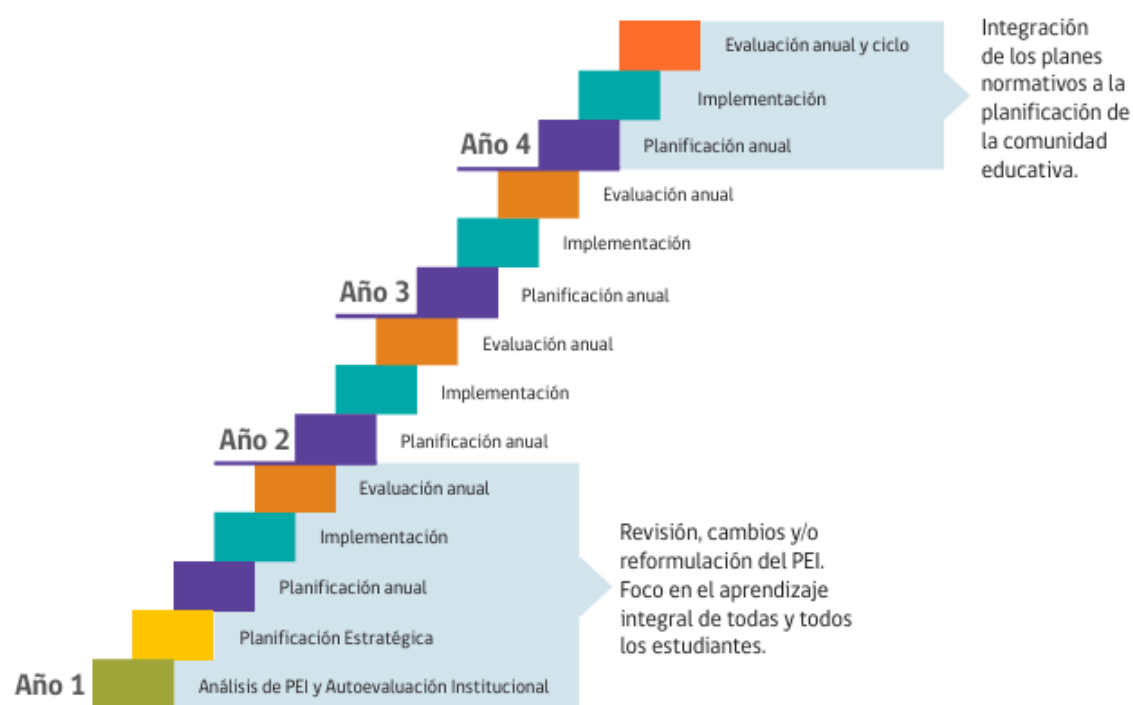 Evaluación anual y ciclo
Implementación
Año 4
Planificación anual
Integración
de los planes
normativos a la
planificación de
la comunidad
educativa.
Evaluación anual
Implementación
Año 3
Planificación anual
Evaluación anual
Implementación
Año 2
Planificación anual
Evaluación anual
Implementación
Planificación anual
Planificación Estratégica
Año 1
Análisis de PEI y Autoevaluación Institucional
Revisión, cambios y/o
reformulación del PEI.
Foco en el aprendizaje
integral de todas y todos
los estudiantes.